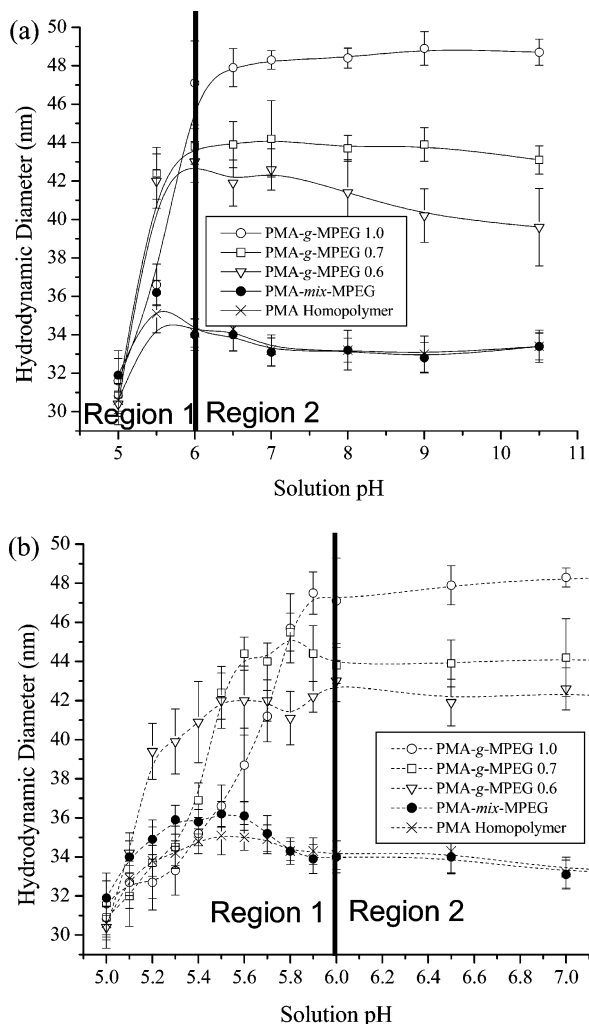 (a)
50
48
46
44
42
40
38
36
34
32
30
Hydrodynamic Diameter (nm)
PMA-g-MPEG 1.0
PMA-g-MPEG 0.7
PMA-g-MPEG 0.6
PMA-mix-MPEG
PMA Homopolymer
Region 1
Region 2
5 6 7 8 9 10 11
Solution pH
(b)
50
48
46
44
42
40
38
36
34
32
30
Hydrodynamic Diameter (nm)
PMA-g-MPEG 1.0
PMA-g-MPEG 0.7
PMA-g-MPEG 0.6
PMA-mix-MPEG
PMA Homopolymer
Region 1
Region 2
5.0 5.2 5.4 5.6 5.8 6.0 6.2 6.4 6.6 6.8 7.0
Solution pH